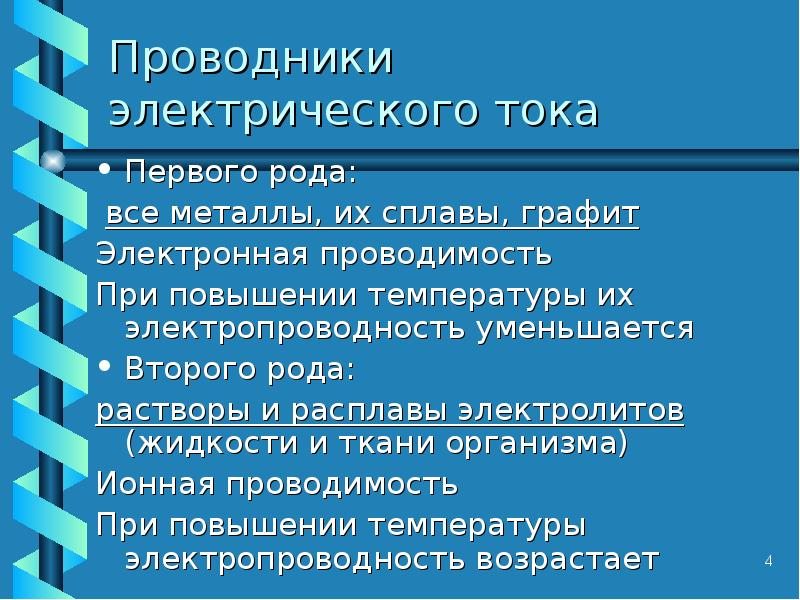 Проводники
электрического тока
• Первого рода:
все металлы, их сплавы, графит
Электронная проводимость
При повышении температуры их
электропроводность уменьшается
• Второго рода:
растворы и расплавы электролитов
(жидкости и ткани организма)
Ионная проводимость
При повышении температуры
электропроводность возрастает
4